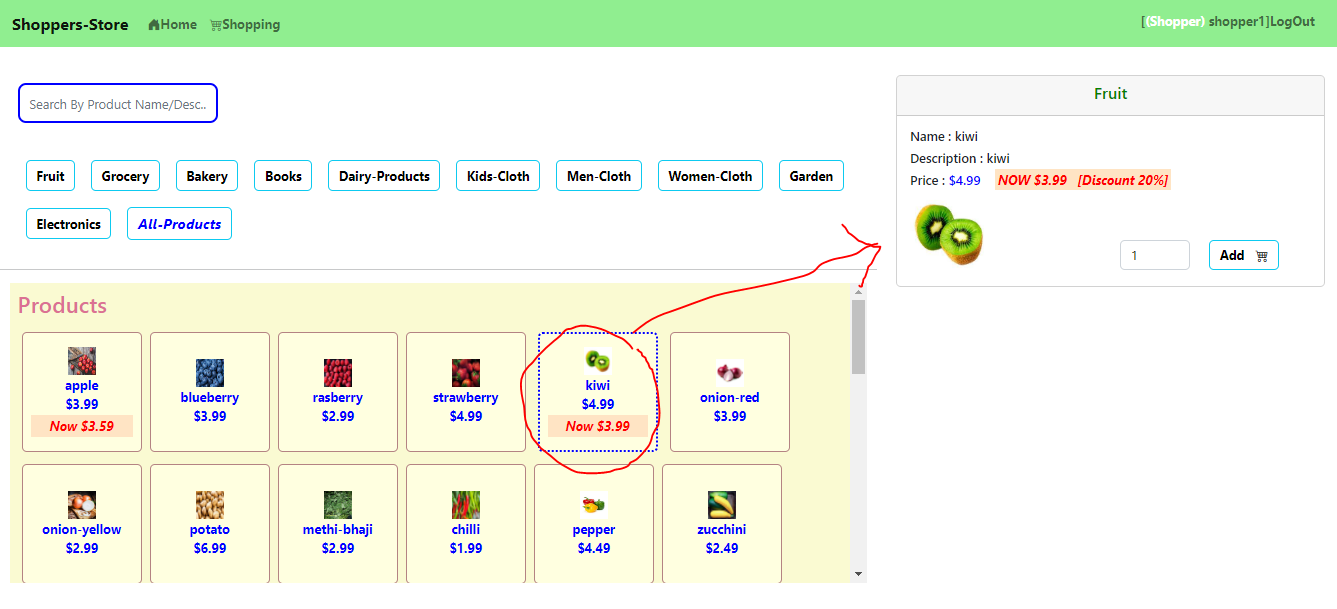 Shoppers-Store Home Shopping [(Shopper) shopper1]LogOut
Search By Product Name/Desc..
Fruit Grocery Bakery Books Dairy-Products Kids-Cloth Men-Cloth Women-Cloth Garden
Electronics All-Products
Products
apple
$3.99
Now $3.59
blueberry
$3.99
rasberry
$2.99
strawberry
$4.99
kiwi
$4.99
Now $3.99
onion-red
$3.99
onion-yellow
$2.99
potato
$6.99
methi-bhaji
$2.99
chilli
$1.99
pepper
$4.49
zucchini
$2.49
Fruit
Name : kiwi
Description : kiwi
Price : $4.99 NOW $3.99 [Discount 20%]
1 Add